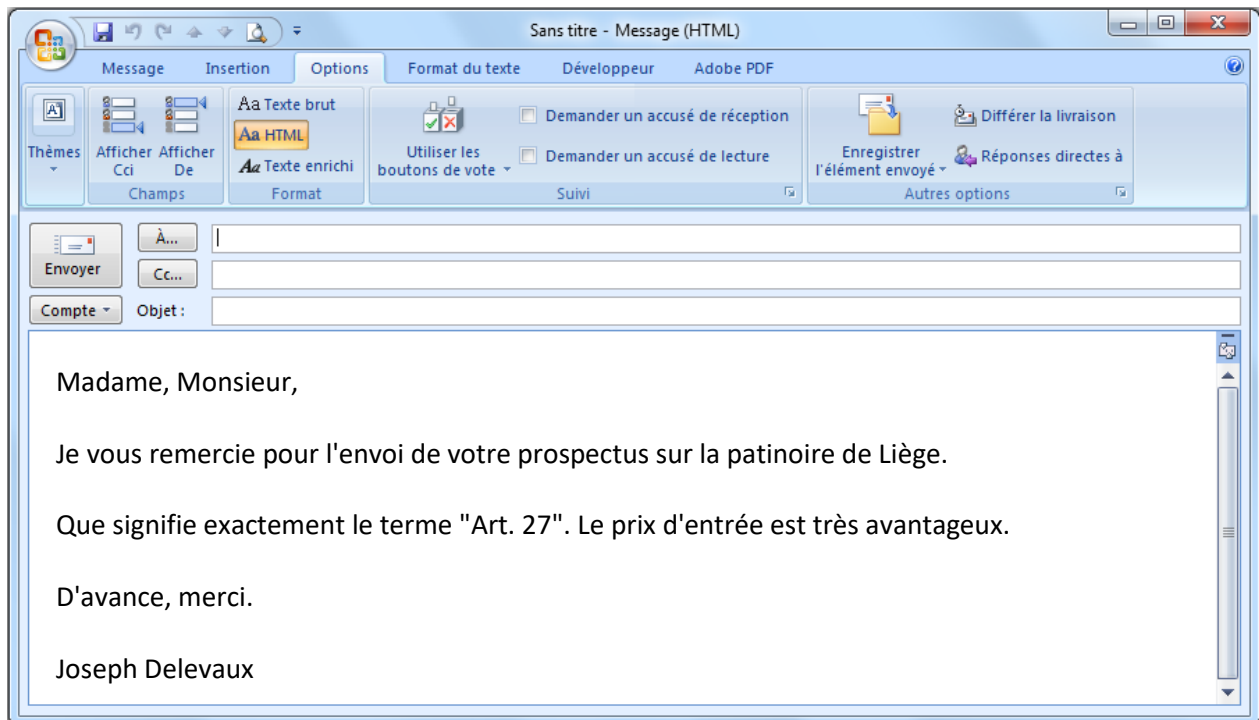 Sans titre - Message (HTML)
Message Insertion Options Format du texte Développeur Adobe PDF
Aa Texte brut
Demander un accusé de réception
Différer la livraison
Aa HTML
Thèmes
Afficher Cci
Afficher De
Aa Texte enrichi
Utiliser les boutons de vote
Demander un accusé de lecture
Enregistrer l'élément envoyé
Réponses directes à
Champs Format Suivi Autres options
À...
Envoyer
Cc...
Compte Objet :
Madame, Monsieur,
Je vous remercie pour l'envoi de votre prospectus sur la patinoire de Liège.
Que signifie exactement le terme "Art. 27". Le prix d'entrée est très avantageux.
D'avance, merci.
Joseph Delevaux